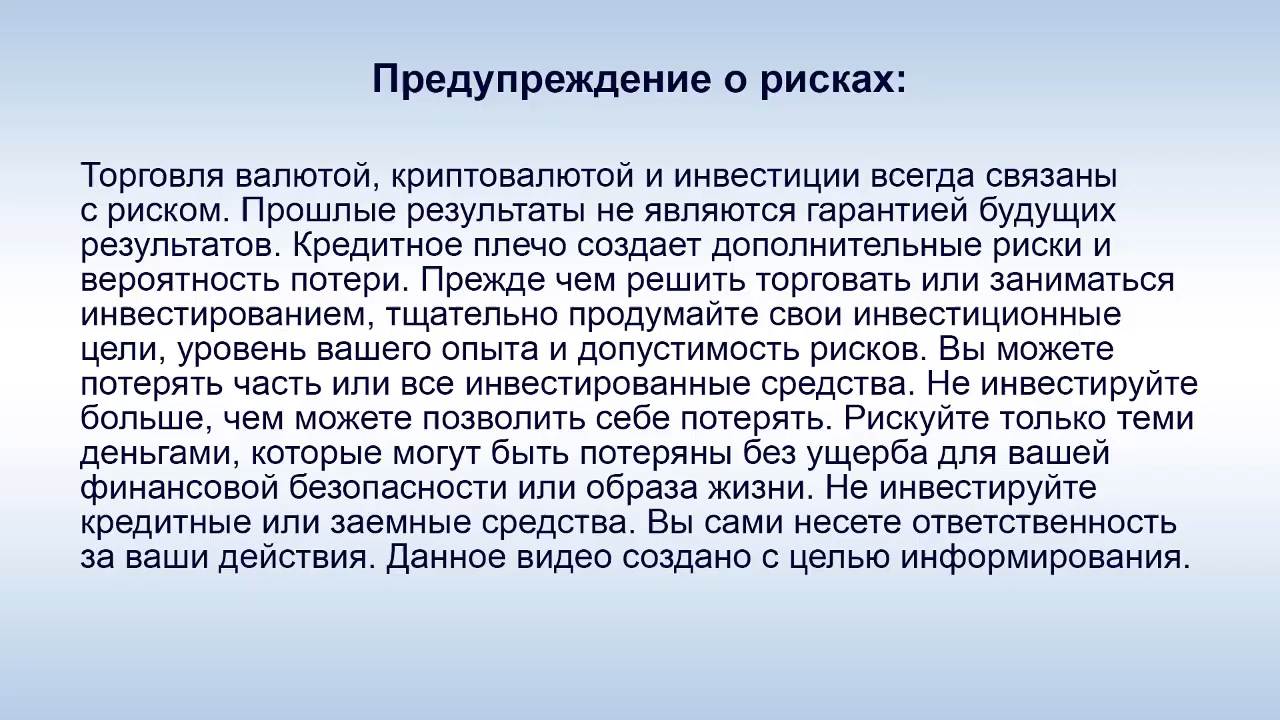 Предупреждение о рисках:
Торговля валютой, криптовалютой и инвестиции всегда связаны
с риском. Прошлые результаты не являются гарантией будущих
результатов. Кредитное плечо создает дополнительные риски и
вероятность потери. Прежде чем решить торговать или заниматься
инвестированием, тщательно продумайте свои инвестиционные
цели, уровень вашего опыта и допустимость рисков. Вы можете
потерять часть или все инвестированные средства. Не инвестируйте
больше, чем можете позволить себе потерять. Рискуйте только теми
деньгами, которые могут быть потеряны без ущерба для вашей
финансовой безопасности или образа жизни. Не инвестируйте
кредитные или заемные средства. Вы сами несете ответственность
за ваши действия. Данное видео создано с целью информирования.